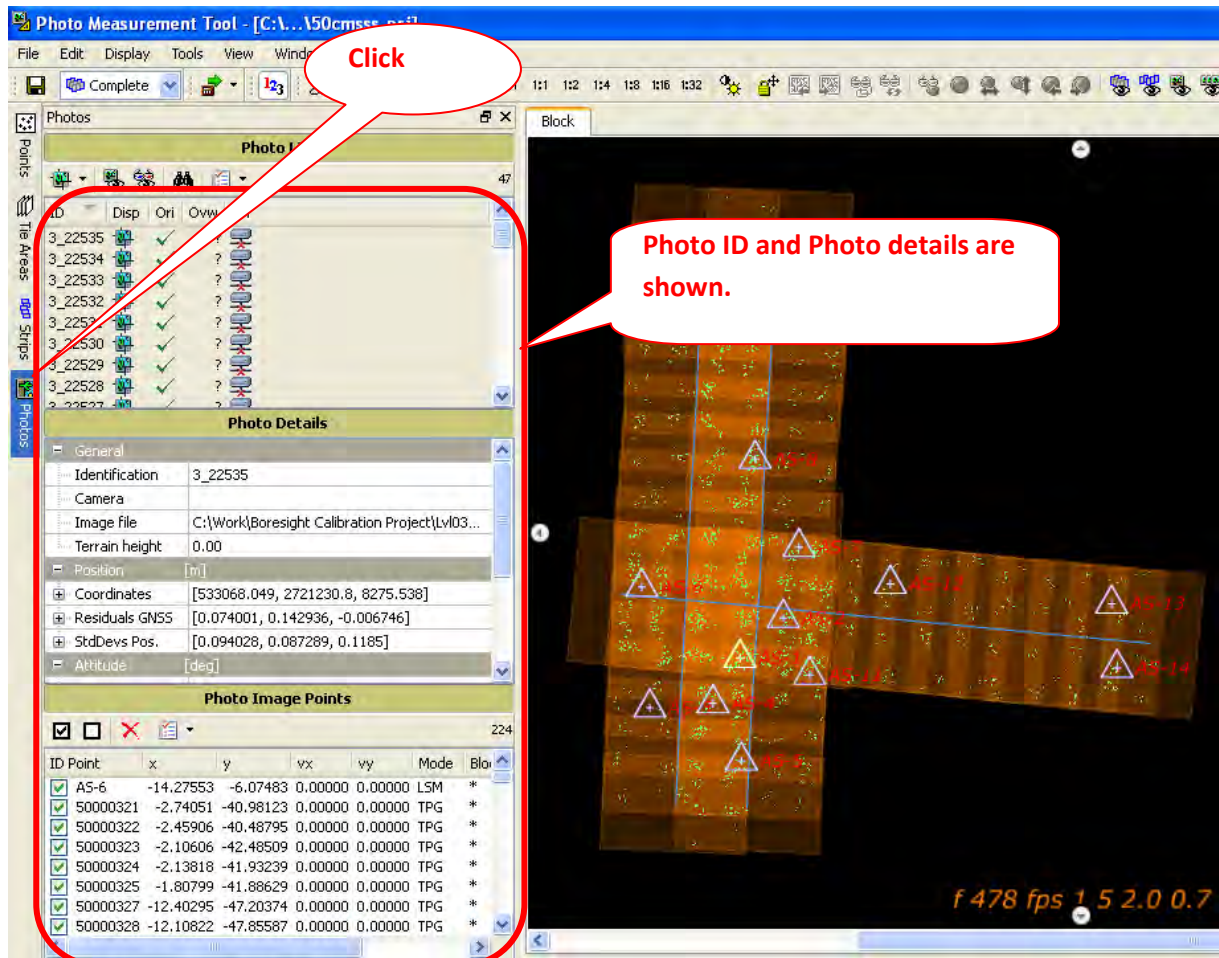 Photo Measurement Tool - [C:\...\50cmsss.prj]
File Edit Display Tools View
Click
Complete 1:1 1:2 1:4 1:8 1:16 1:32
Photos
Block
Points
Tie Areas
Strips
Photos
Photo
47
ID Disp Ori
3_22535 ?
3_22534 ?
3_22533 ?
3_22532 ?
3_22531 ?
3_22530 ?
3_22529 ?
3_22528 ?
3_22527 ?
Photo ID and Photo details are
shown.
Photo Details
General
Identification 3_22535
Camera
Image file C:\Work\Boresight Calibration Project\Lvl03...
Terrain height 0.00
Position [m]
Coordinates [533068.049, 2721230.8, 8275.538]
Residuals GNSS [0.074001, 0.142936, -0.006746]
StdDevs Pos. [0.094028, 0.087289, 0.1185]
Attitude [deg]
Photo Image Points
224
ID Point x y vx vy Mode
AS-6 -14.27553 -6.07483 0.00000 0.00000 LSM *
50000321 -2.74051 -40.98123 0.00000 0.00000 TPG *
50000322 -2.45906 -40.48795 0.00000 0.00000 TPG *
50000323 -2.10606 -42.48509 0.00000 0.00000 TPG *
50000324 -2.13818 -41.93239 0.00000 0.00000 TPG *
50000325 -1.80799 -41.88629 0.00000 0.00000 TPG *
50000327 -12.40295 -47.20374 0.00000 0.00000 TPG *
50000328 -12.10822 -47.85587 0.00000 0.00000 TPG *
AS-12
AS-13
AS-14
AS-4
f 478 fps 1 5 2.0 0.7